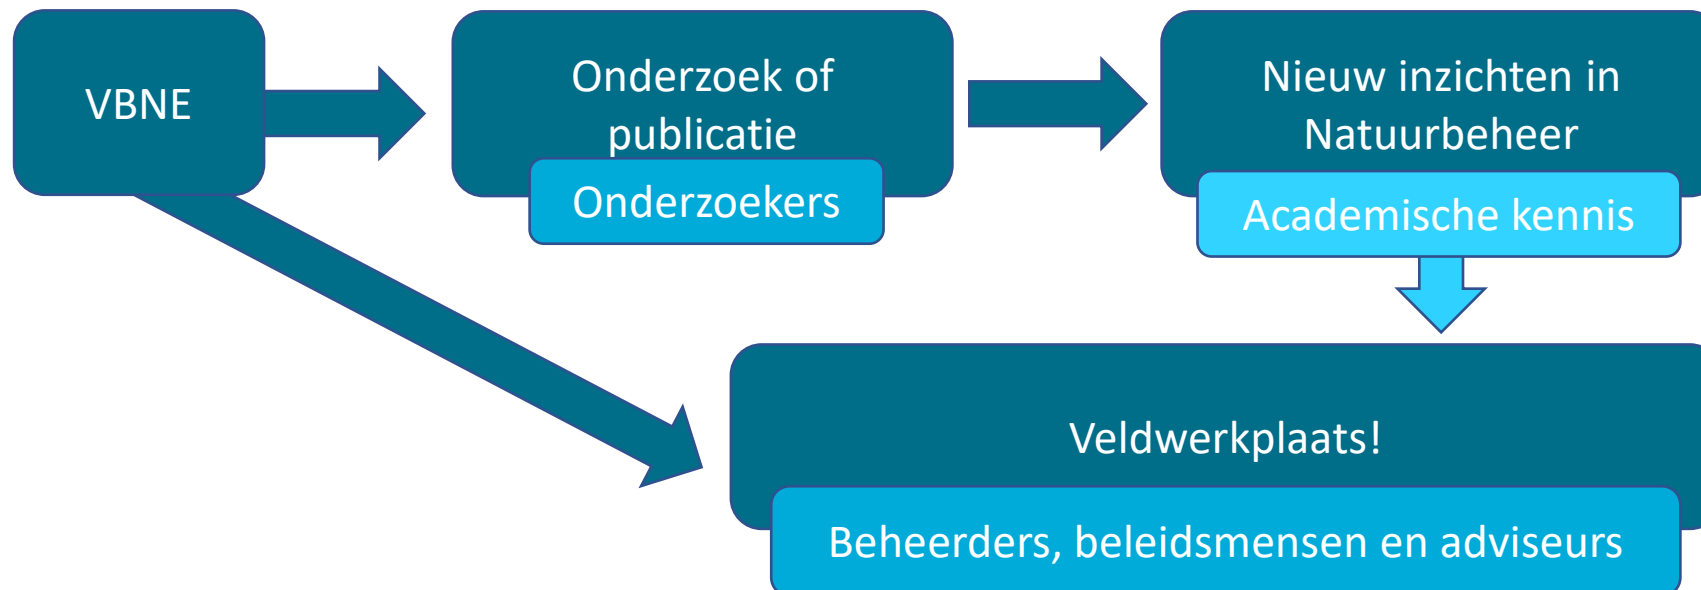 VBNE
Onderzoek of
publicatie
Onderzoekers
Nieuw inzichten in
Natuurbeheer
Academische kennis
Veldwerkplaats!
Beheerders, beleidsmensen en adviseurs